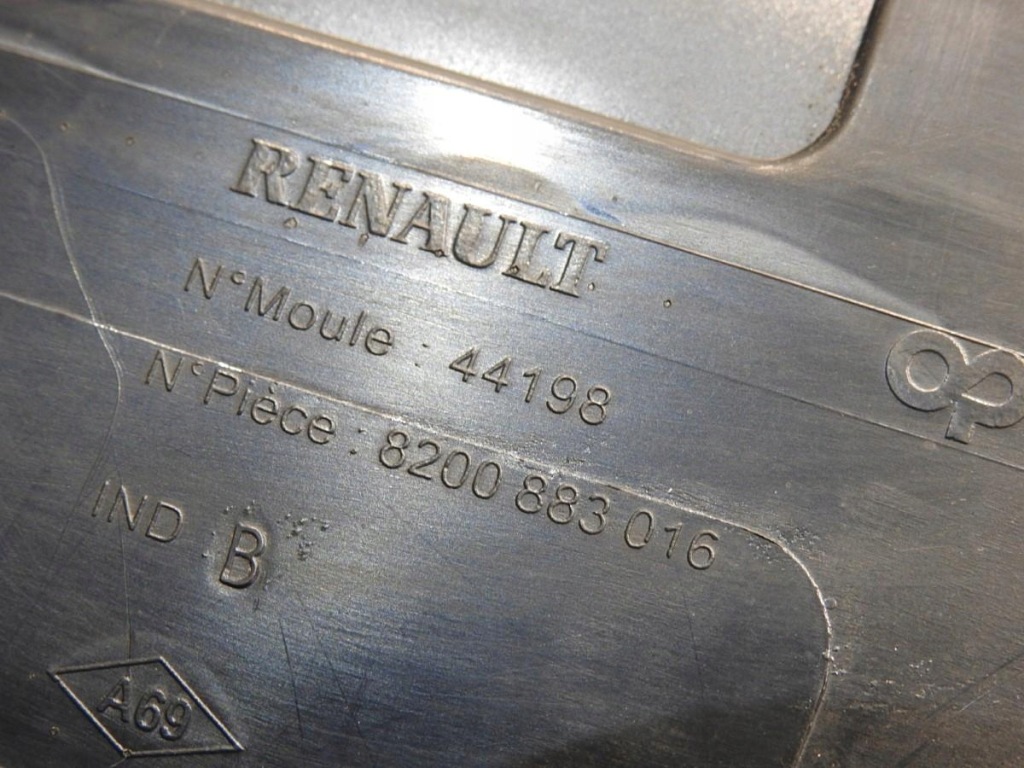 RENAULT
N°Moule : 44198
N°Pièce : 8200 883 016
IND B
A69